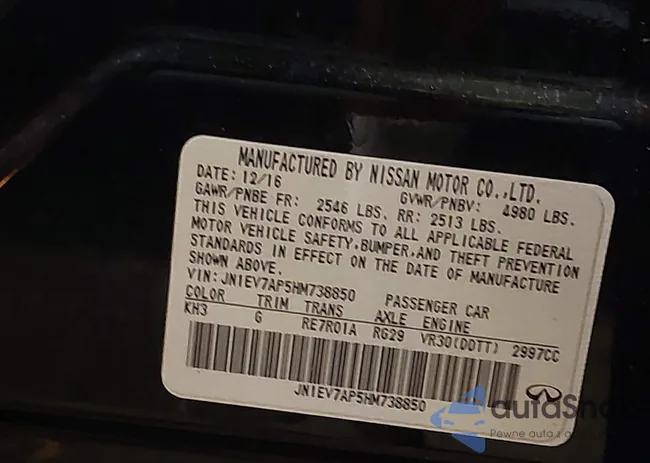 MANUFACTURED BY NISSAN MOTOR CO.,LTD.
DATE: 12/16 GVWR/PNBV: 4980 LBS.
GAWR/PNBE FR: 2546 LBS. RR: 2513 LBS.
THIS VEHICLE CONFORMS TO ALL APPLICABLE FEDERAL
MOTOR VEHICLE SAFETY,BUMPER,AND THEFT PREVENTION
STANDARDS IN EFFECT ON THE DATE OF MANUFACTURE
SHOWN ABOVE.
VIN: JN1EV7AP5HM738850 PASSENGER CAR
COLOR TRIM TRANS AXLE ENGINE
KH3 G RE7R01A RG29 VR30(DDTT) 2997CC
JN1EV7AP5HM738850
Pewne auta z